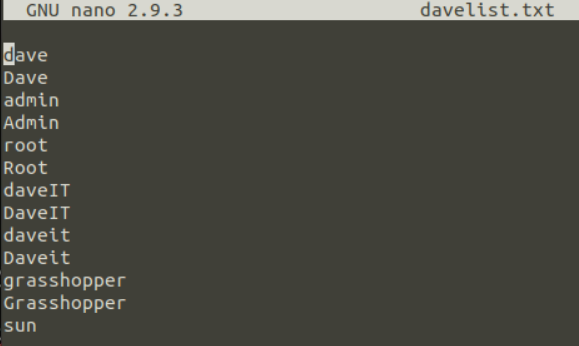 GNU nano 2.9.3 davelist.txt
dave
Dave
admin
Admin
root
Root
daveIT
DaveIT
daveit
Daveit
grasshopper
Grasshopper
sun